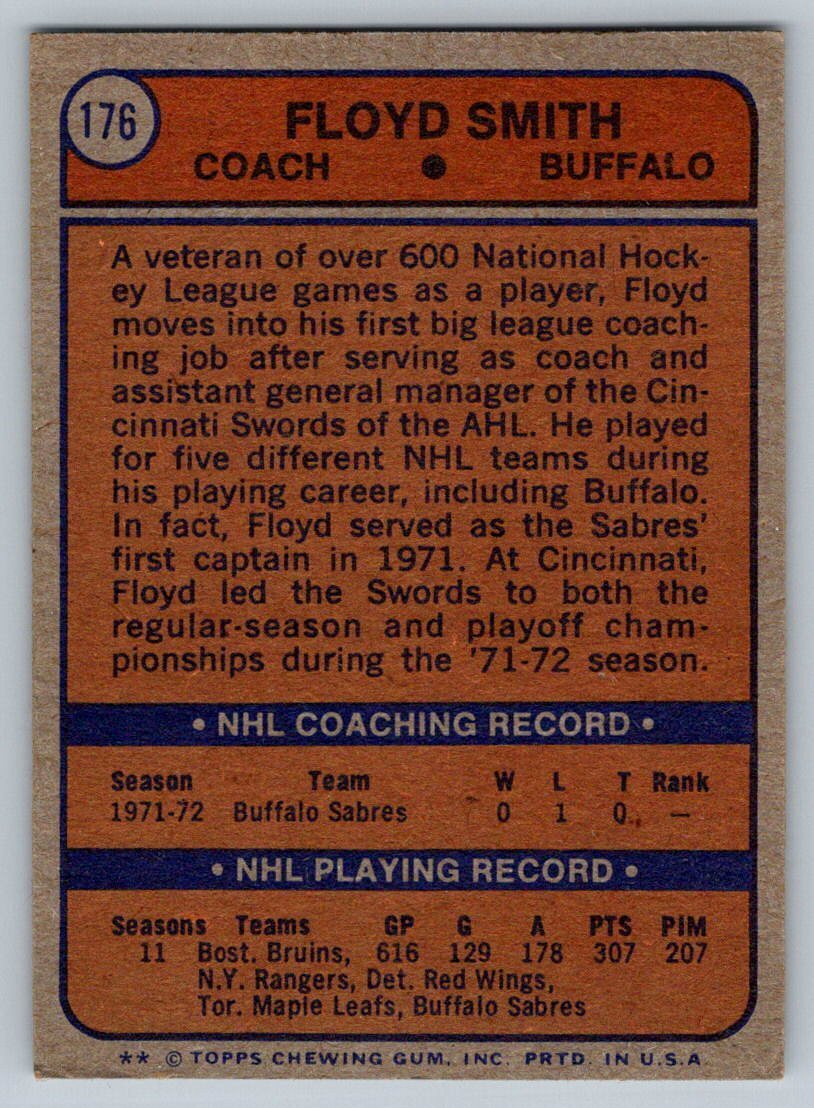 176
FLOYD SMITH
COACH ● BUFFALO
A veteran of over 600 National Hock-
ey League games as a player, Floyd
moves into his first big league coach-
ing job after serving as coach and
assistant general manager of the Cin-
cinnati Swords of the AHL. He played
for five different NHL teams during
his playing career, including Buffalo.
In fact, Floyd served as the Sabres'
first captain in 1971. At Cincinnati,
Floyd led the Swords to both the
regular-season and playoff cham-
pionships during the '71-72 season.
• NHL COACHING RECORD •
Season Team W L T Rank
1971-72 Buffalo Sabres 0 1 0 —
• NHL PLAYING RECORD •
Seasons Teams GP G A PTS PIM
11 Bost. Bruins, 616 129 178 307 207
N.Y. Rangers, Det. Red Wings,
Tor. Maple Leafs, Buffalo Sabres
** © TOPPS CHEWING GUM, INC. PRTD. IN U.S.A.